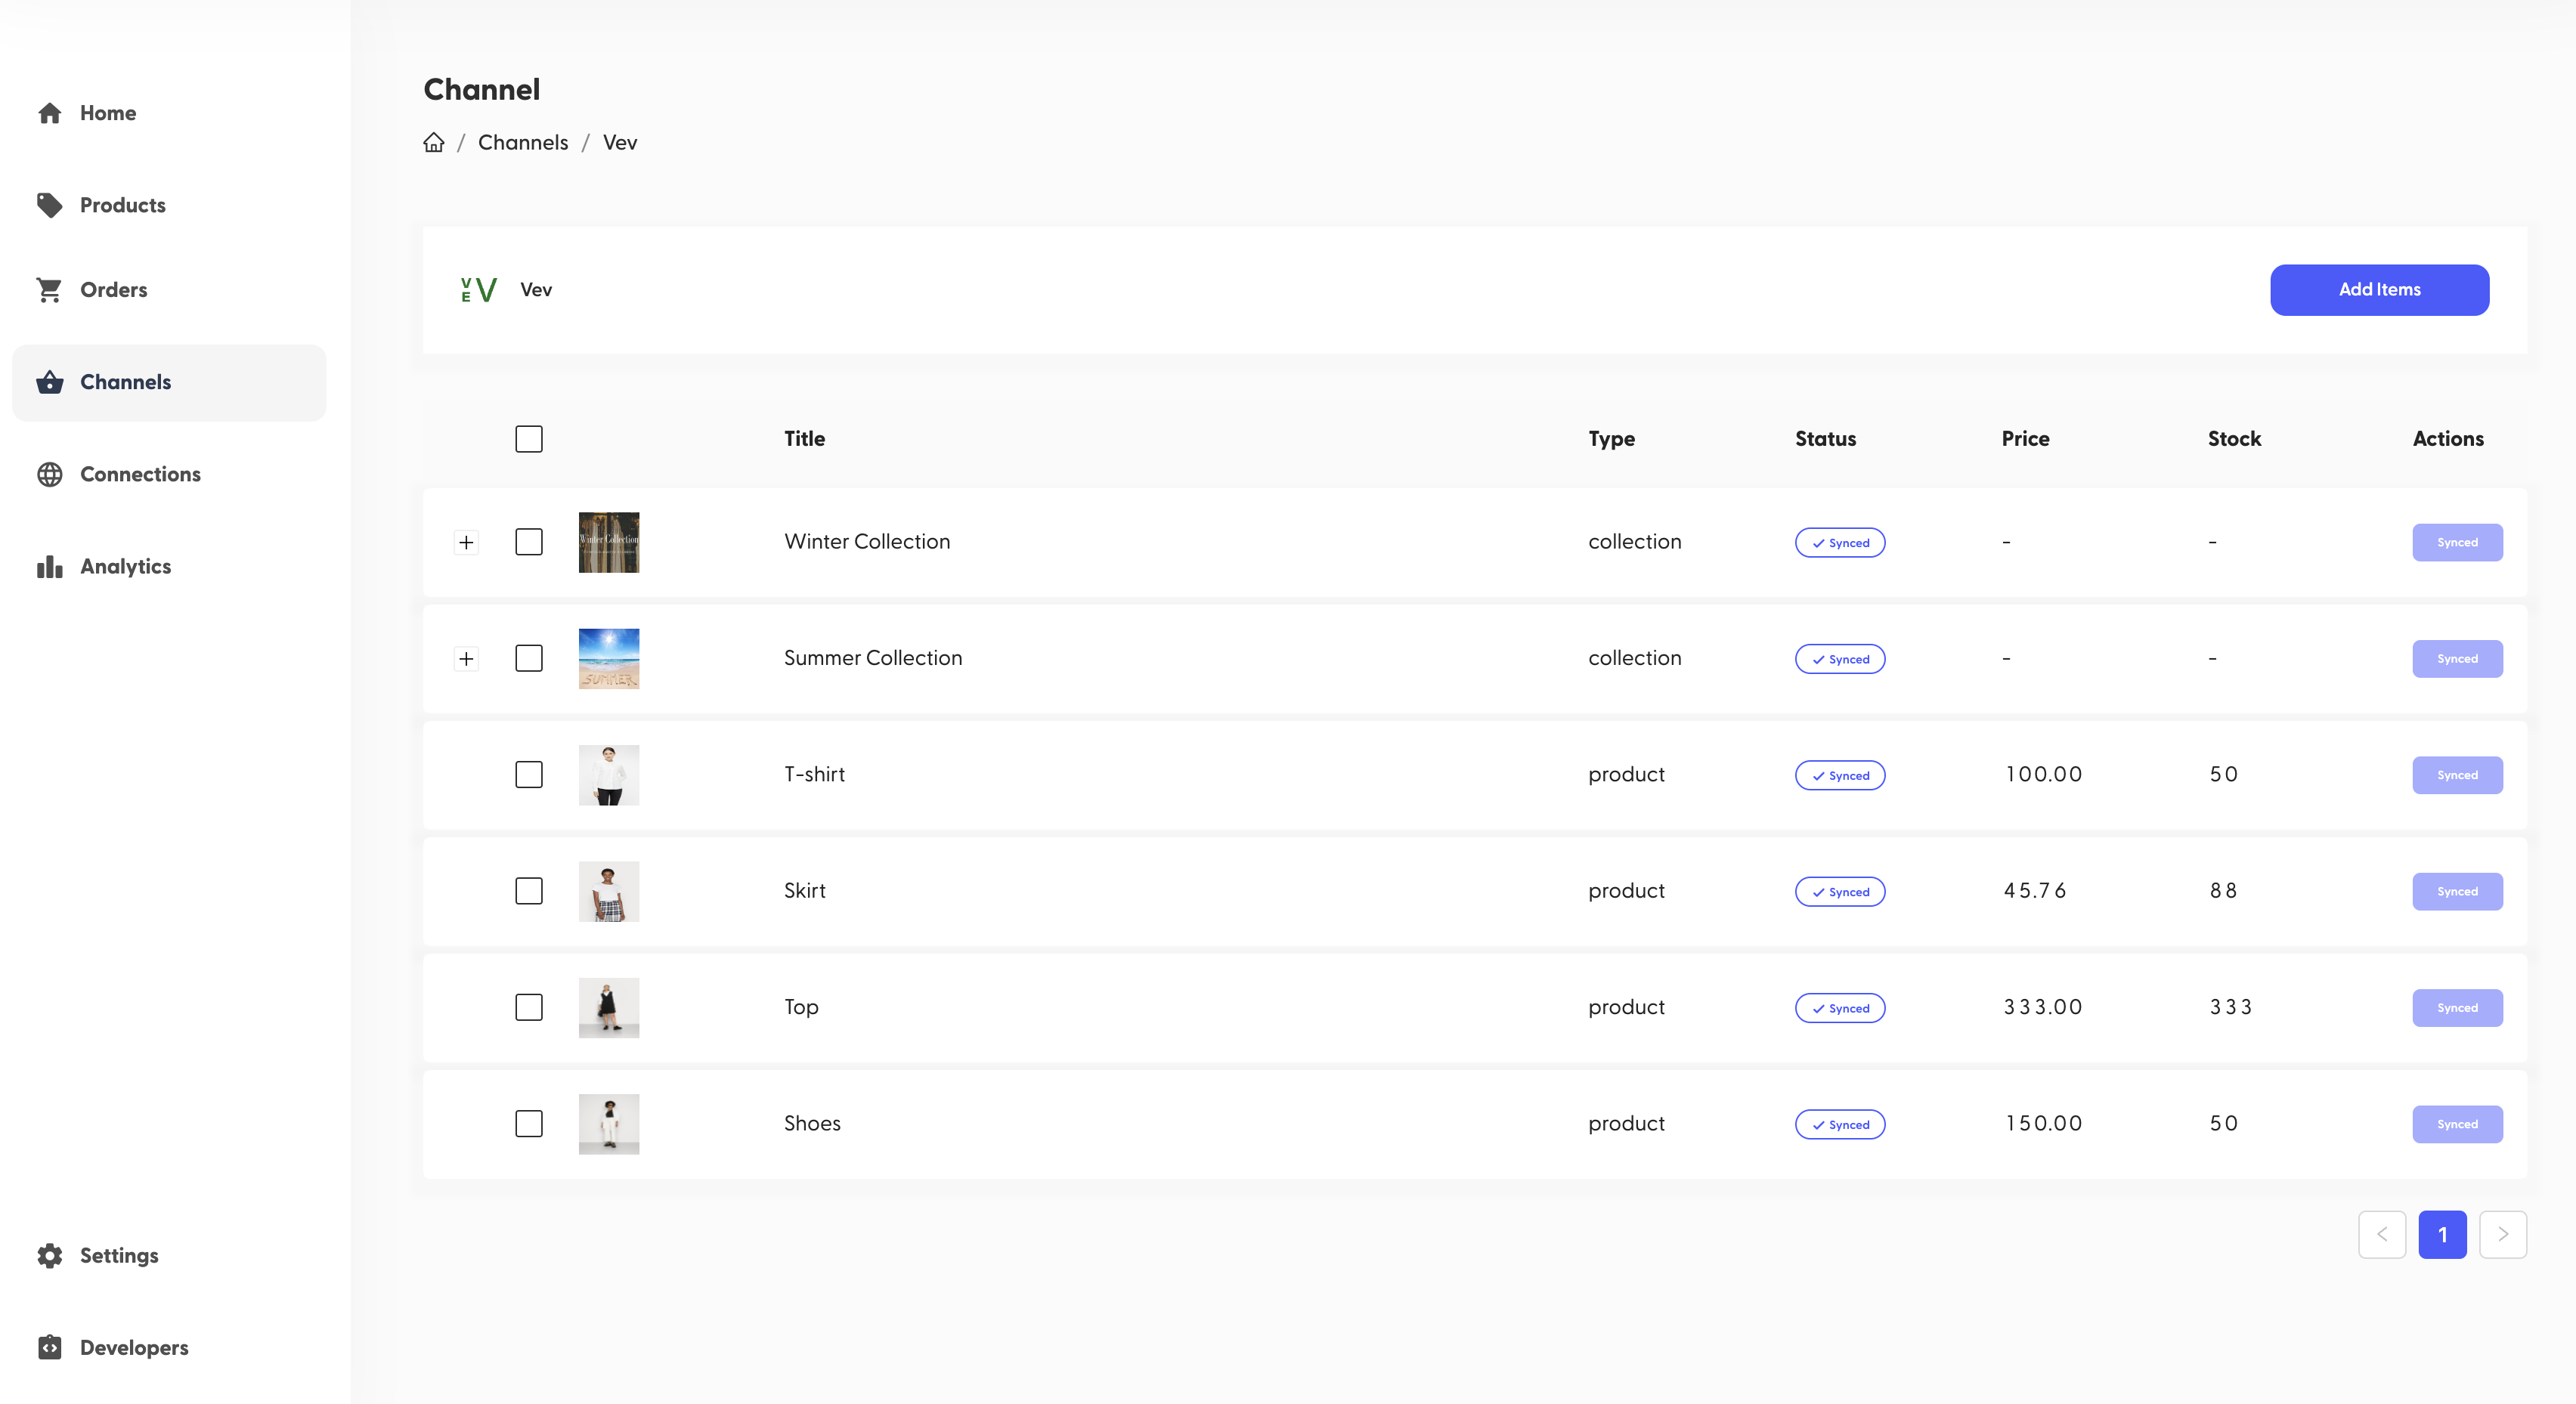 Home
Products
Orders
Channels
Connections
Analytics
Settings
Developers
Channel
/ Channels / Vev
VEV Vev
Add Items
Title Type Status Price Stock Actions
Winter Collection Winter Collection collection Synced - - Synced
SUMMER Summer Collection collection Synced - - Synced
T-shirt product Synced 100.00 50 Synced
Skirt product Synced 45.76 88 Synced
Top product Synced 333.00 333 Synced
Shoes product Synced 150.00 50 Synced
< 1 >